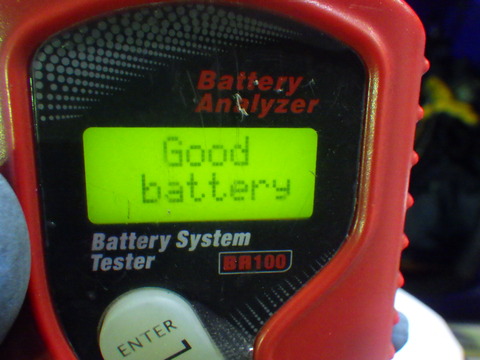 Battery
Analyzer
Good
battery
Battery System
Tester
BR100
ENTER